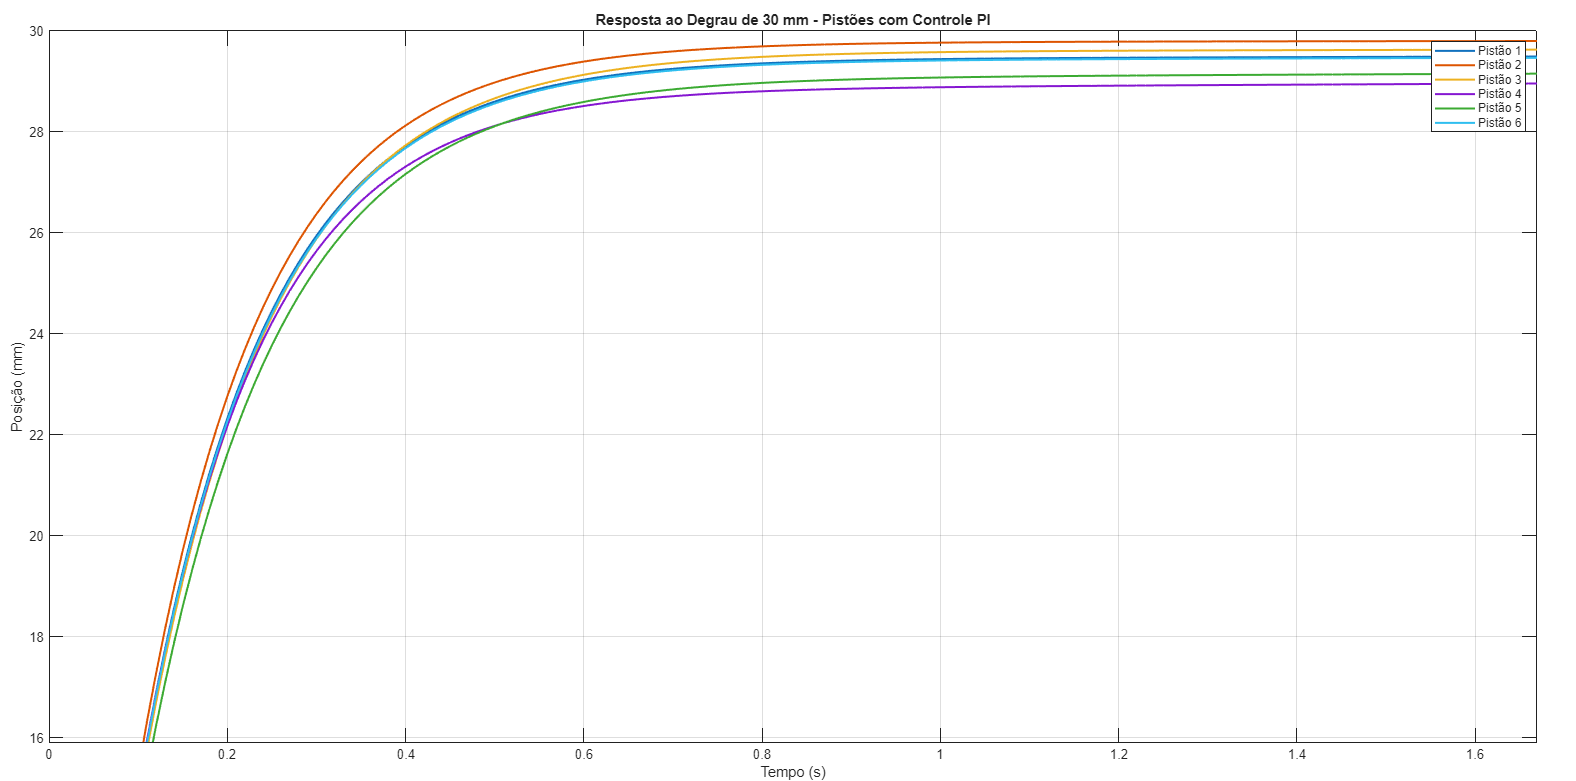 Resposta ao Degrau de 30 mm - Pistões com Controle PI
30
28
26
24
22
20
18
16
Posição (mm)
Pistão 1
Pistão 2
Pistão 3
Pistão 4
Pistão 5
Pistão 6
0 0.2 0.4 0.6 0.8 1 1.2 1.4 1.6
Tempo (s)